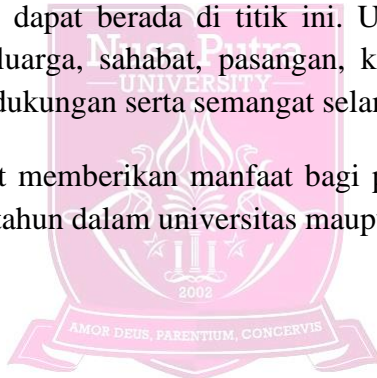 dapat berada di titik ini. U
luarga, sahabat, pasangan, k
Nusa Putra
UNIVERSITY
dukungan serta semangat selar
t memberikan manfaat bagi p
tahun dalam universitas maup
2002
AMOR DEUS, PARENTIUM, CONCERVIS